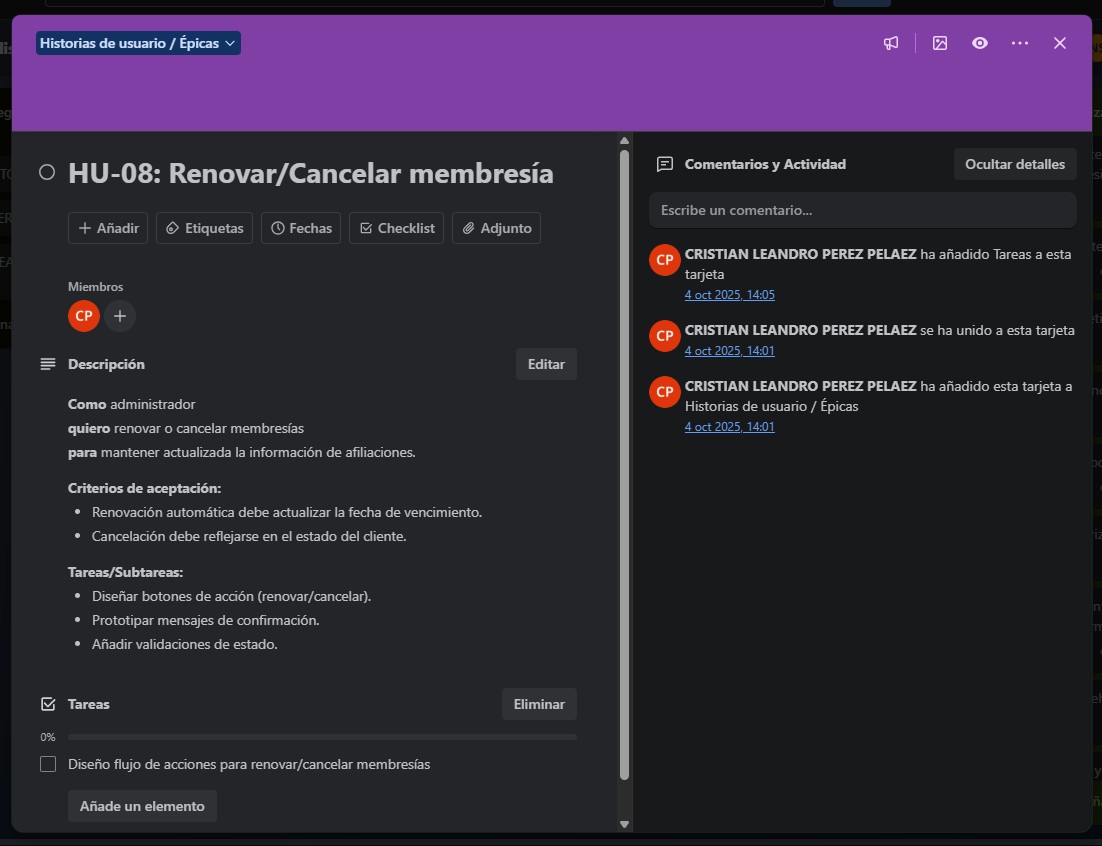 Historias de usuario / Épicas
HU-08: Renovar/Cancelar membresía
Añadir
Etiquetas
Fechas
Checklist
Adjunto
Miembros
CP
Descripción
Editar
Como administrador
quiero renovar o cancelar membresías
para mantener actualizada la información de afiliaciones.
Criterios de aceptación:
Renovación automática debe actualizar la fecha de vencimiento.
Cancelación debe reflejarse en el estado del cliente.
Tareas/Subtareas:
Diseñar botones de acción (renovar/cancelar).
Prototipar mensajes de confirmación.
Añadir validaciones de estado.
Tareas
Eliminar
0%
Diseño flujo de acciones para renovar/cancelar membresías
Añade un elemento
Comentarios y Actividad
Ocultar detalles
Escribe un comentario...
CP
CRISTIAN LEANDRO PEREZ PELAEZ ha añadido Tareas a esta
tarjeta
4 oct 2025, 14:05
CP
CRISTIAN LEANDRO PEREZ PELAEZ se ha unido a esta tarjeta
4 oct 2025, 14:01
CP
CRISTIAN LEANDRO PEREZ PELAEZ ha añadido esta tarjeta a
Historias de usuario / Épicas
4 oct 2025, 14:01